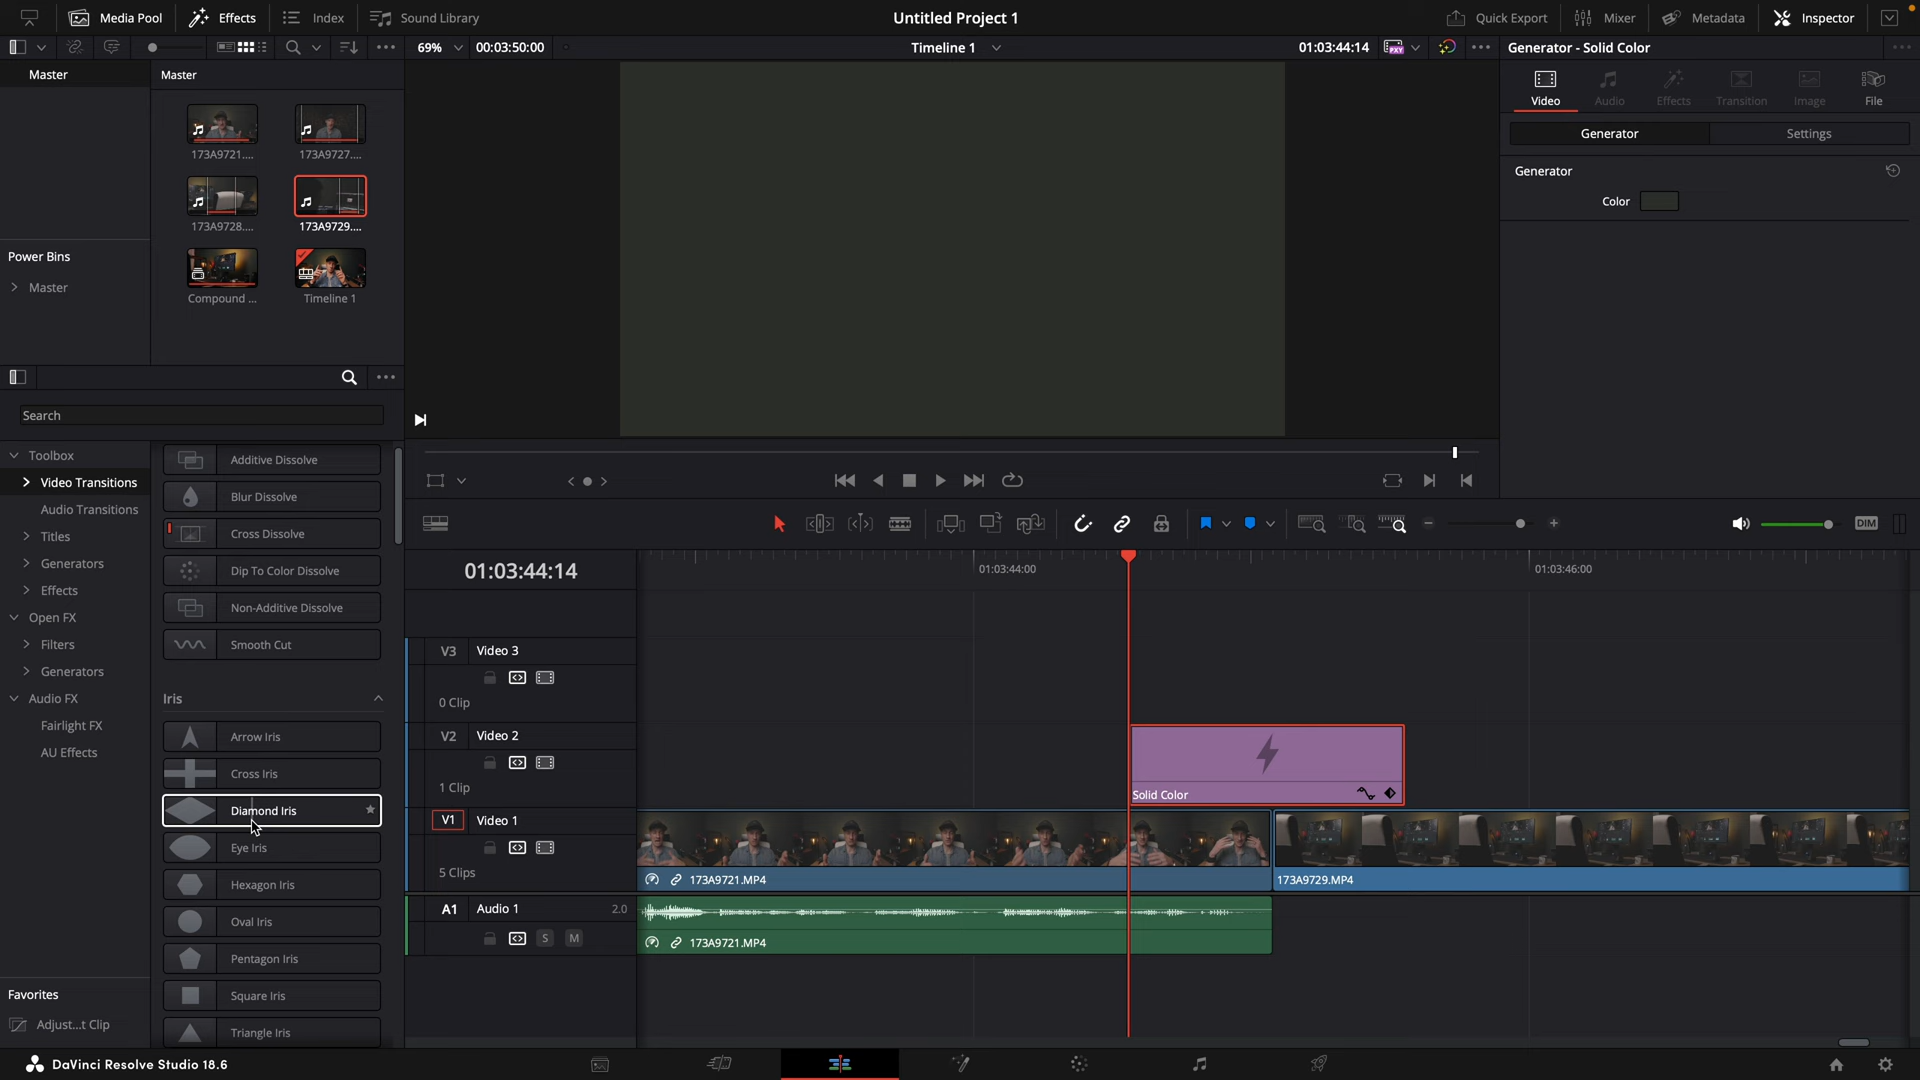 Media Pool
Effects
Index
Sound Library
Untitled Project 1
Quick Export
Mixer
Metadata
Inspector
69%
00:03:50:00
Timeline 1
01:03:44:14
Generator - Solid Color
Master
Master
173A9721....
173A9727....
173A9728....
173A9729....
Compound ...
Timeline 1
Power Bins
Master
Video
Audio
Effects
Transition
Image
File
Generator
Settings
Generator
Color
Search
Toolbox
Video Transitions
Audio Transitions
Titles
Generators
Effects
Open FX
Filters
Generators
Audio FX
Fairlight FX
AU Effects
Favorites
Adjust...t Clip
Additive Dissolve
Blur Dissolve
Cross Dissolve
Dip To Color Dissolve
Non-Additive Dissolve
Smooth Cut
Iris
Arrow Iris
Cross Iris
Diamond Iris
Eye Iris
Hexagon Iris
Oval Iris
Pentagon Iris
Square Iris
Triangle Iris
DIM
01:03:44:14
01:03:44:00
01:03:46:00
V3 Video 3
0 Clip
V2 Video 2
1 Clip
Solid Color
V1 Video 1
5 Clips
173A9721.MP4
173A9729.MP4
A1 Audio 1 2.0
S M
173A9721.MP4
DaVinci Resolve Studio 18.6